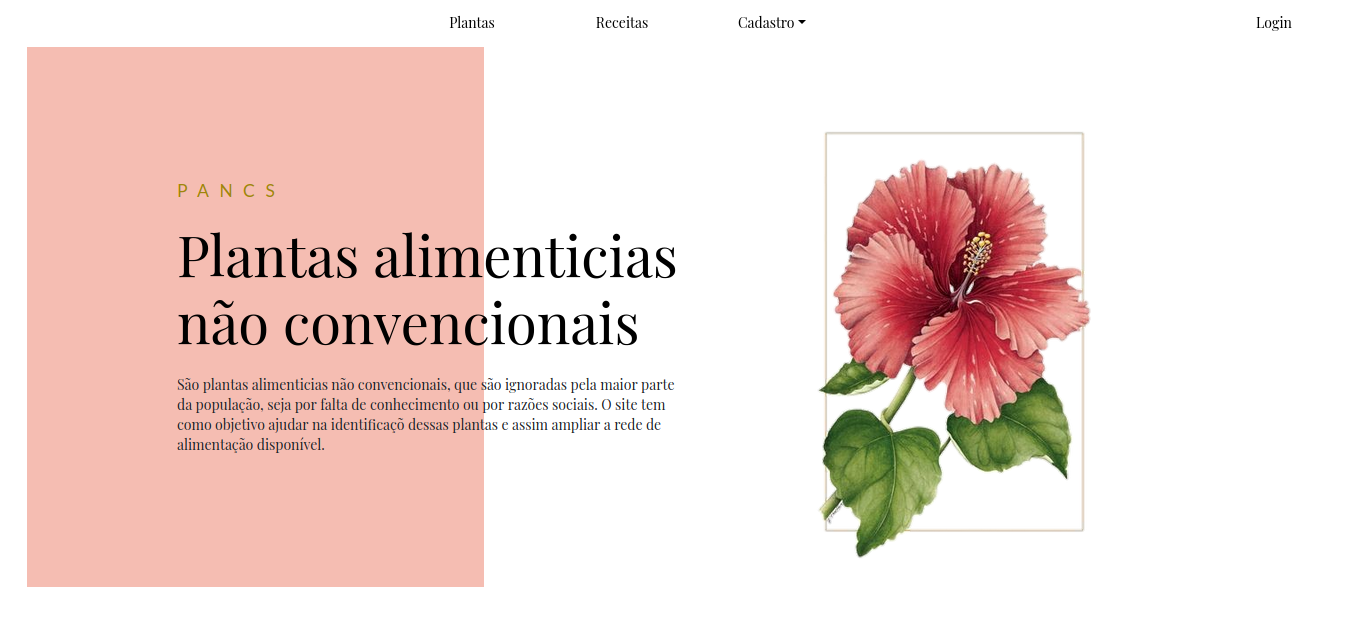 Plantas
Receitas
Cadastro
Login
PANCS
Plantas alimenticias
não convencionais
São plantas alimenticias não convencionais, que são ignoradas pela maior parte
da população, seja por falta de conhecimento ou por razões sociais. O site tem
como objetivo ajudar na identificaçõ dessas plantas e assim ampliar a rede de
alimentação disponível.